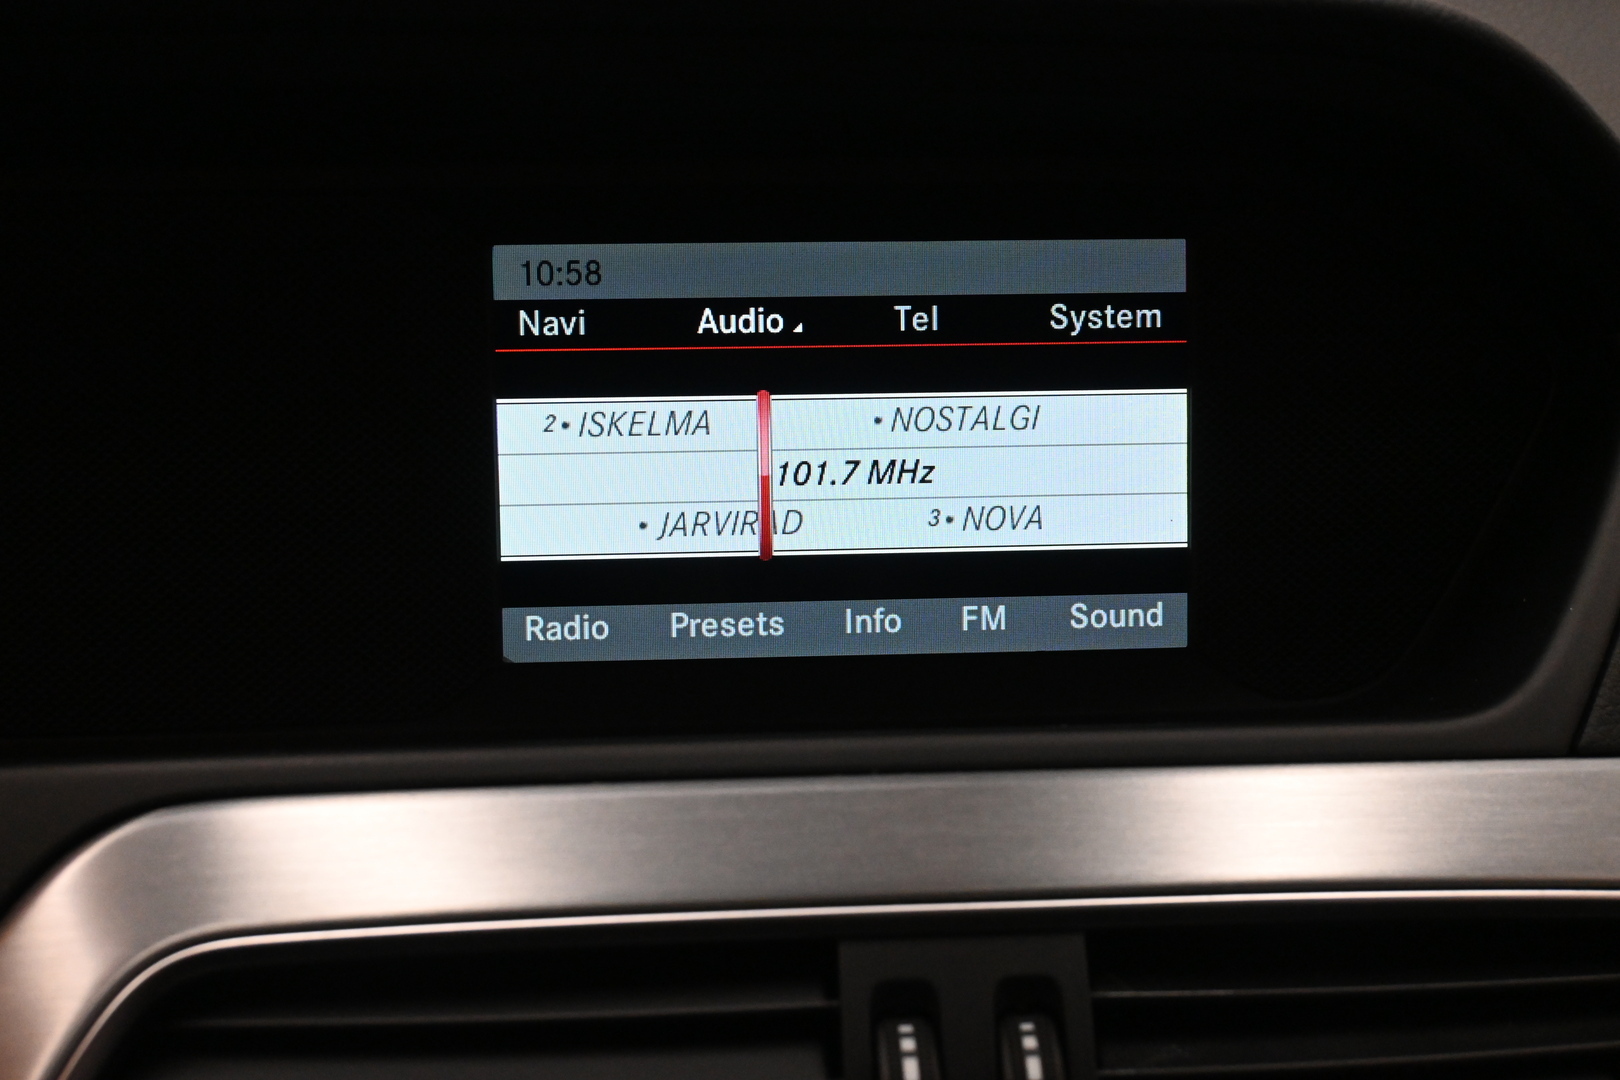 10:58
Navi Audio Tel System
2• ISKELMA • NOSTALGI
101.7 MHz
• JARVIRAD 3• NOVA
Radio Presets Info FM Sound